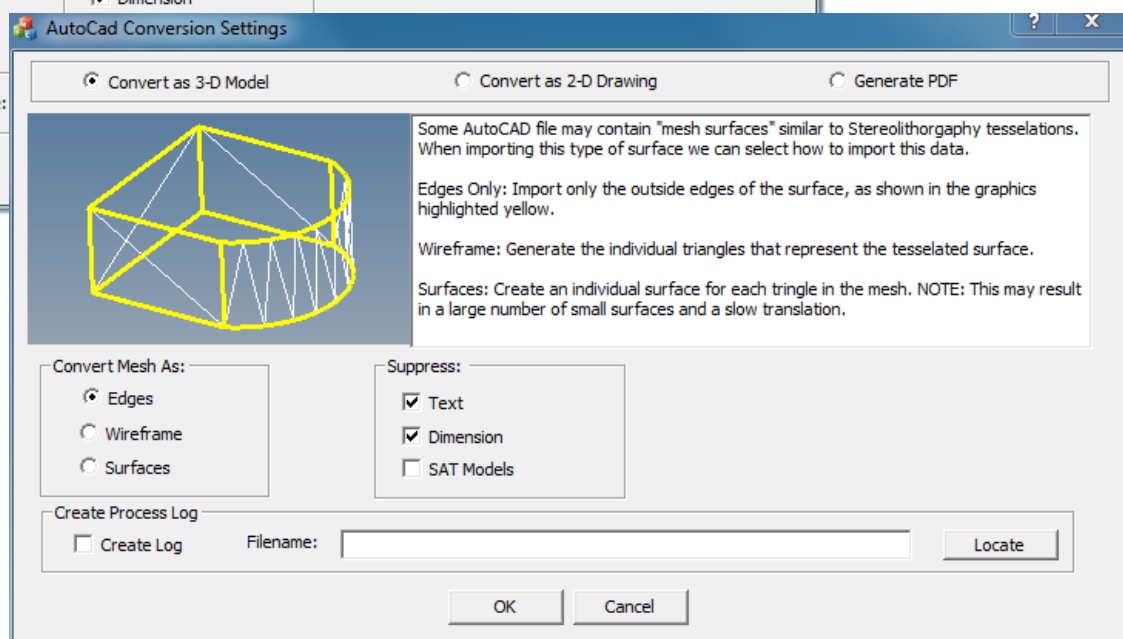 Dimension
AutoCad Conversion Settings
? X
Convert as 3-D Model Convert as 2-D Drawing Generate PDF
Some AutoCAD file may contain "mesh surfaces" similar to Stereolithorgaphy tesselations.
When importing this type of surface we can select how to import this data.
Edges Only: Import only the outside edges of the surface, as shown in the graphics
highlighted yellow.
Wireframe: Generate the individual triangles that represent the tesselated surface.
Surfaces: Create an individual surface for each tringle in the mesh. NOTE: This may result
in a large number of small surfaces and a slow translation.
Convert Mesh As:
Edges
Wireframe
Surfaces
Suppress:
Text
Dimension
SAT Models
Create Process Log
Create Log Filename: Locate
OK Cancel